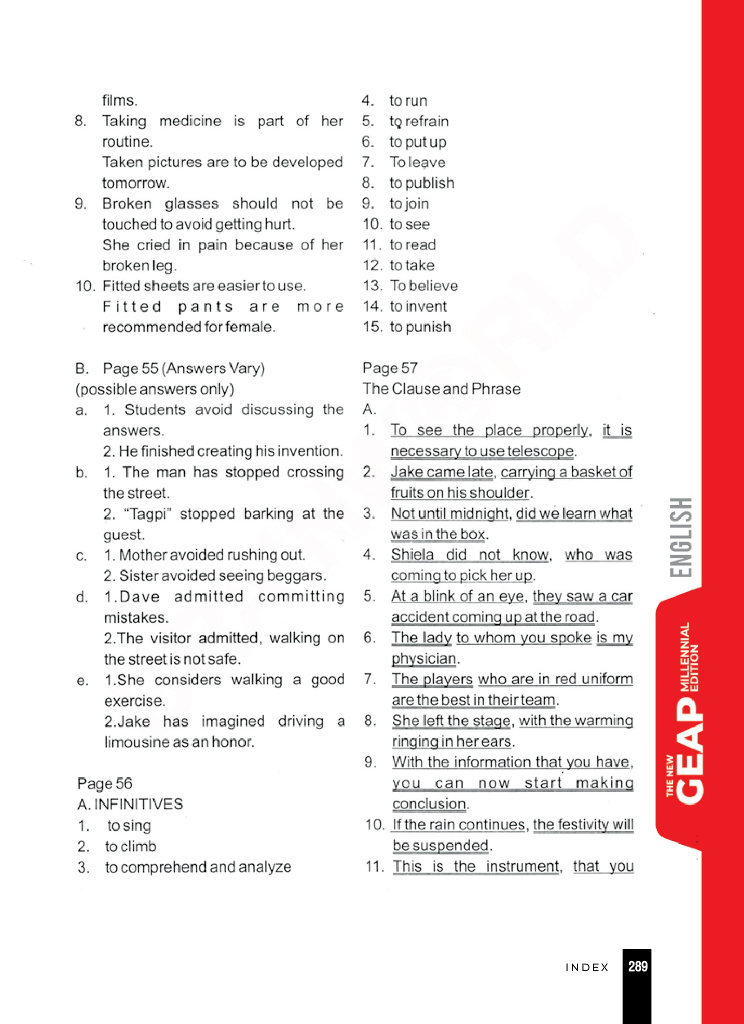 films.
8. Taking medicine is part of her
routine.
Taken pictures are to be developed
tomorrow.
9. Broken glasses should not be
touched to avoid getting hurt.
She cried in pain because of her
broken leg.
10. Fitted sheets are easier to use.
Fitted pants are more
recommended for female.
B. Page 55 (Answers Vary)
(possible answers only)
a. 1. Students avoid discussing the
answers.
2. He finished creating his invention.
b. 1. The man has stopped crossing
the street.
2. “Tagpi” stopped barking at the
guest.
c. 1. Mother avoided rushing out.
2. Sister avoided seeing beggars.
d. 1.Dave admitted committing
mistakes.
2.The visitor admitted, walking on
the street is not safe.
e. 1.She considers walking a good
exercise.
2.Jake has imagined driving a
limousine as an honor.
Page 56
A. INFINITIVES
1. to sing
2. to climb
3. to comprehend and analyze
4. to run
5. to refrain
6. to put up
7. To leave
8. to publish
9. to join
10. to see
11. to read
12. to take
13. To believe
14. to invent
15. to punish
Page 57
The Clause and Phrase
A.
1. To see the place properly, it is
necessary to use telescope.
2. Jake came late, carrying a basket of
fruits on his shoulder.
3. Not until midnight, did we learn what
was in the box.
4. Shiela did not know, who was
coming to pick her up.
5. At a blink of an eye, they saw a car
accident coming up at the road.
6. The lady to whom you spoke is my
physician.
7. The players who are in red uniform
are the best in their team.
8. She left the stage, with the warming
ringing in her ears.
9. With the information that you have,
you can now start making
conclusion.
10. If the rain continues, the festivity will
be suspended.
11. This is the instrument, that you
ENGLISH
THE NEW
GEAP
MILLENNIAL
EDITION
INDEX 289